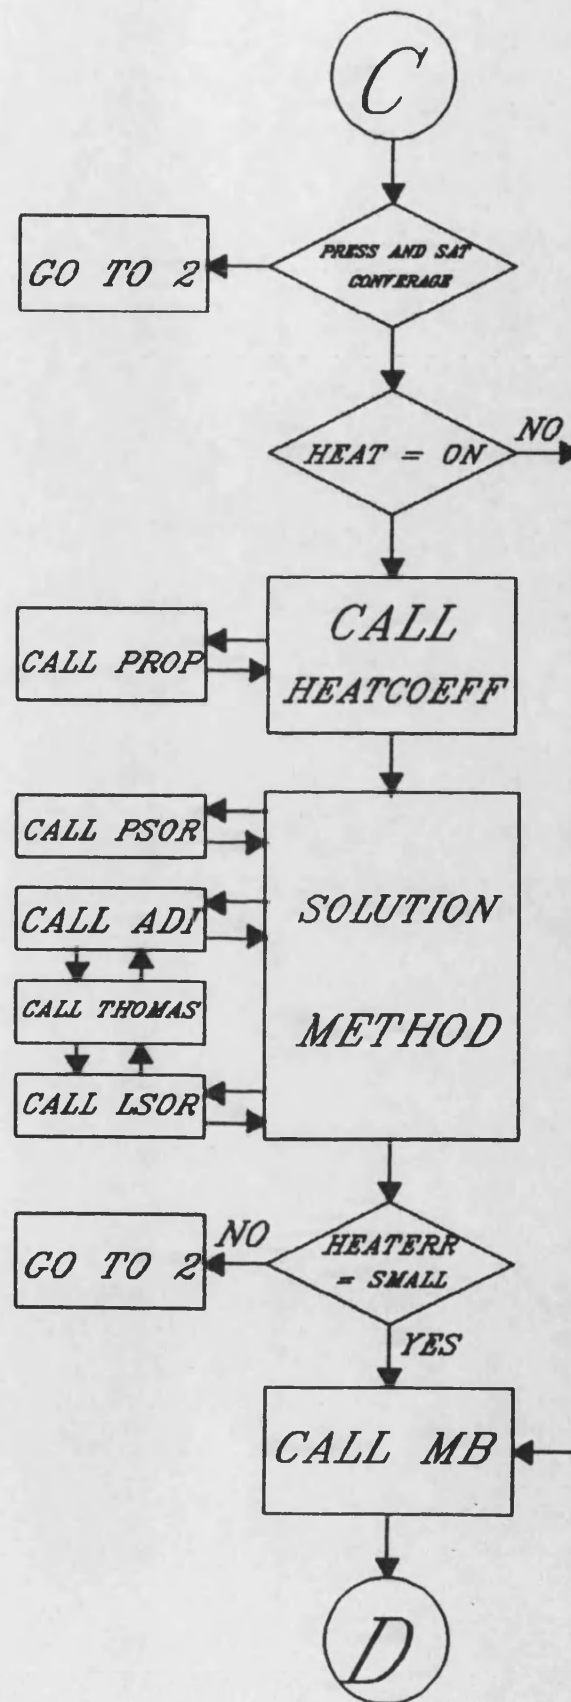 C
PRESS AND SAT
CONVERAGE
GO TO 2
HEAT = ON
NO
CALL
HEATCOEFF
CALL PROP
CALL PSOR
CALL ADI
CALL THOMAS
CALL LSOR
SOLUTION
METHOD
HEATERR
= SMALL
NO
GO TO 2
YES
CALL MB
D